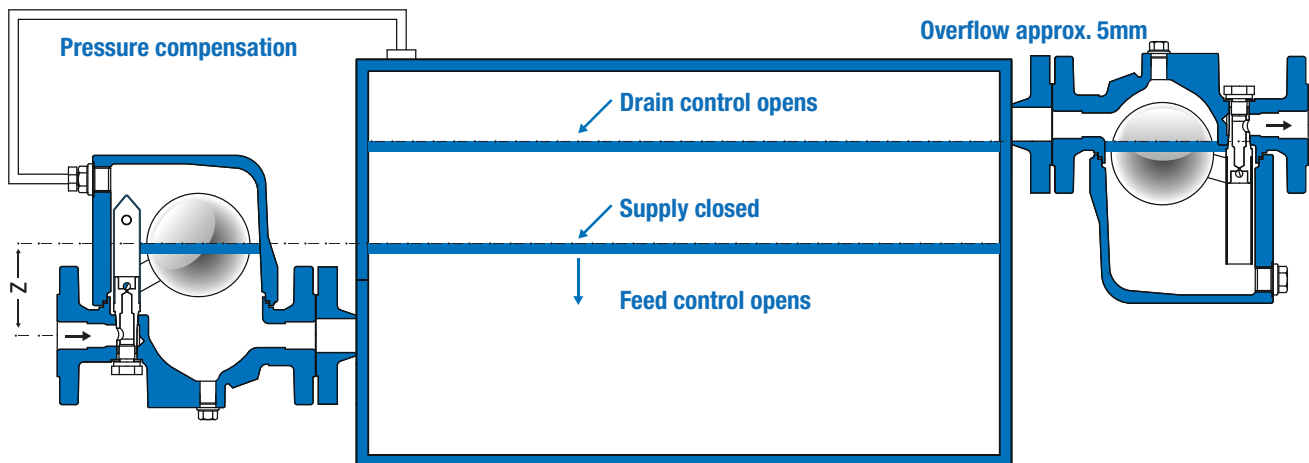 Overflow approx. 5mm
Pressure compensation
Drain control opens
Supply closed
Z
Feed control opens